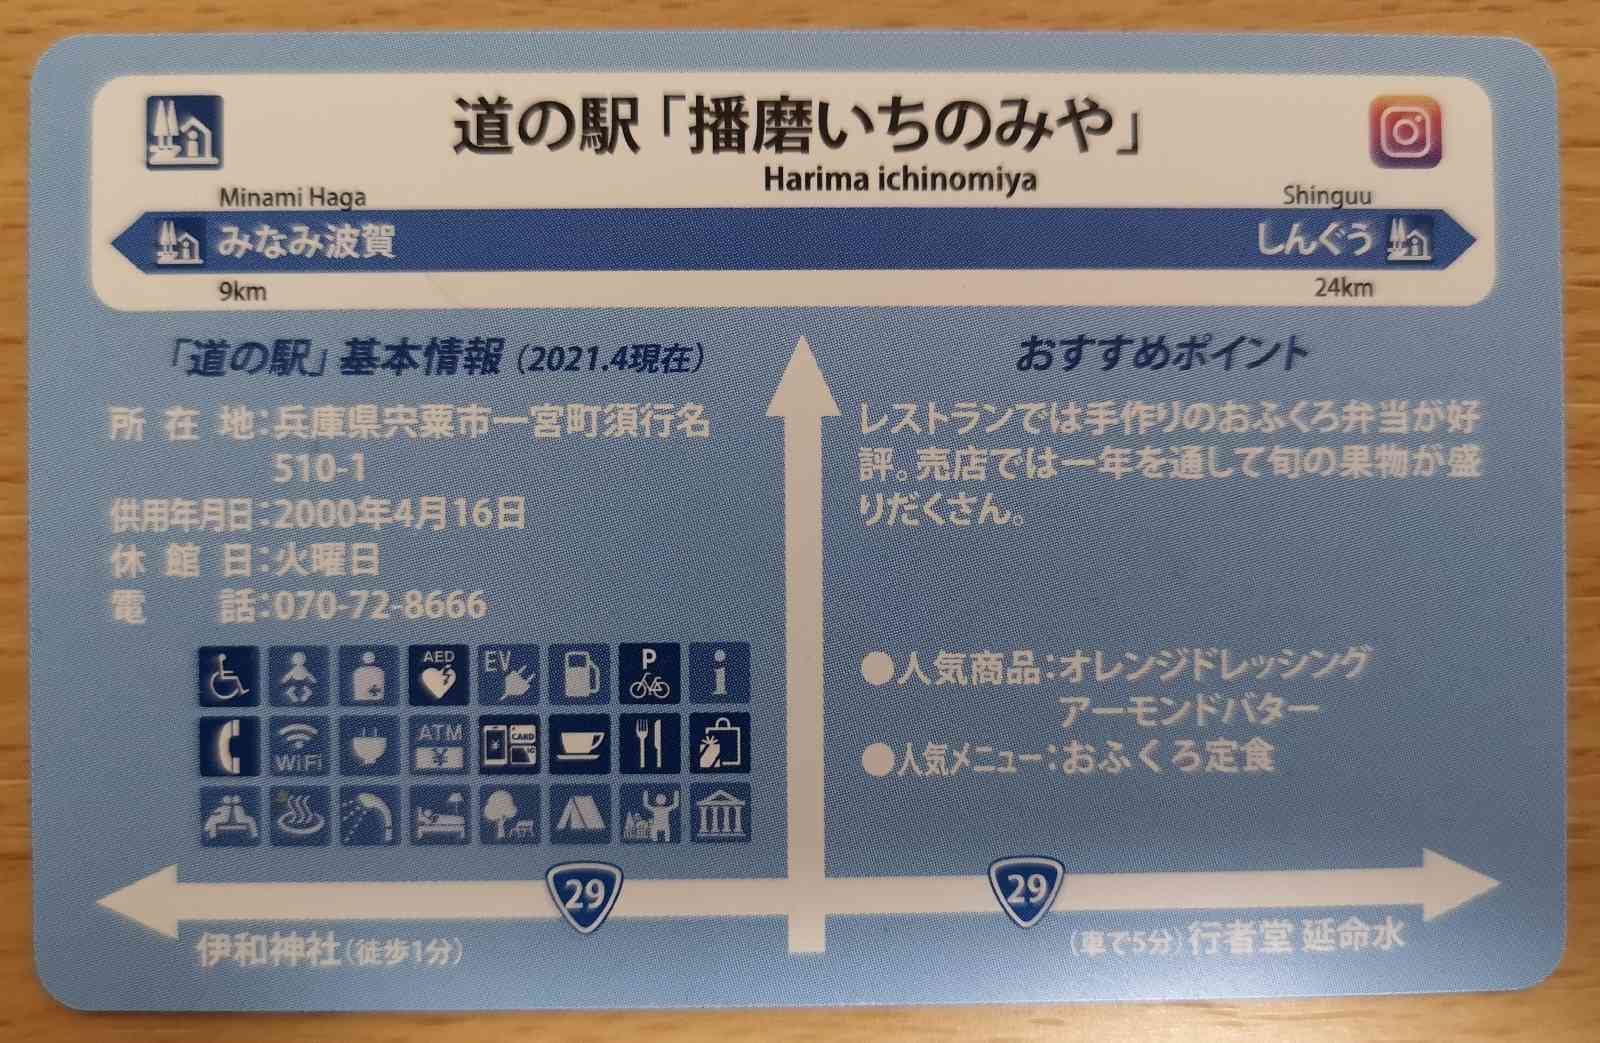 道の駅「播磨いちのみや」
Harima ichinomiya
Minami Haga
Shinguu
みなみ波賀
しんぐう
9km
24km
「道の駅」基本情報（2021.4現在）
所在地：兵庫県宍粟市一宮町須行名
510-1
供用年月日：2000年4月16日
休館日：火曜日
電話：070-72-8666
AED
EV
P
i
WiFi
ATM
¥
CARD
IC
おすすめポイント
レストランでは手作りのおふくろ弁当が好
評。売店では一年を通して旬の果物が盛
りだくさん。
●人気商品：オレンジドレッシング
アーモンドバター
●人気メニュー：おふくろ定食
29
29
伊和神社（徒歩1分）
（車で5分）行者堂 延命水